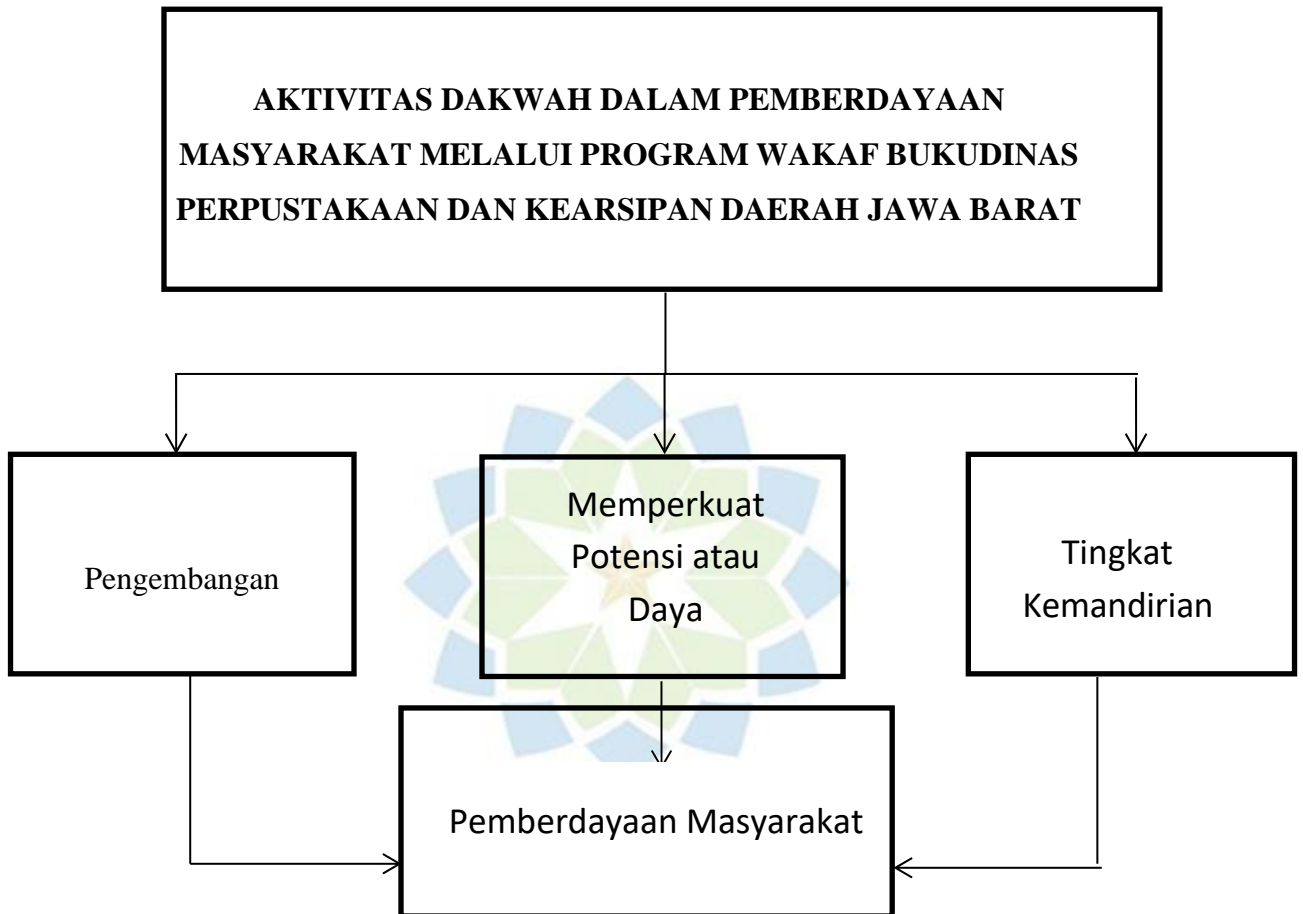 AKTIVITAS DAKWAH DALAM PEMBERDAYAAN
MASYARAKAT MELALUI PROGRAM WAKAF BUKUDINAS
PERPUSTAKAAN DAN KEARSIPAN DAERAH JAWA BARAT
Pengembangan
Memperkuat
Potensi atau
Daya
Tingkat
Kemandirian
Pemberdayaan Masyarakat